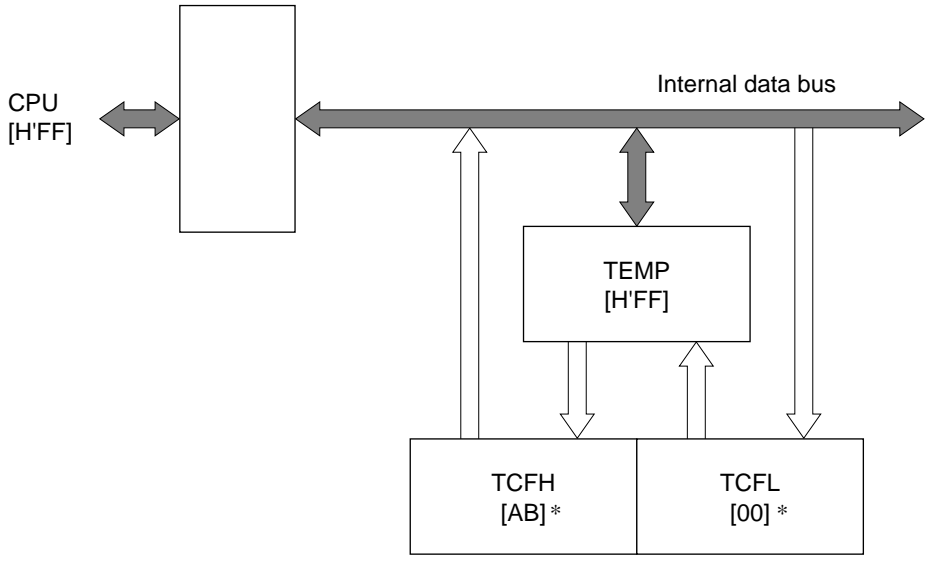 Internal data bus
CPU
[H'FF]
TEMP
[H'FF]
TCFH
[AB] *
TCFL
[00] *